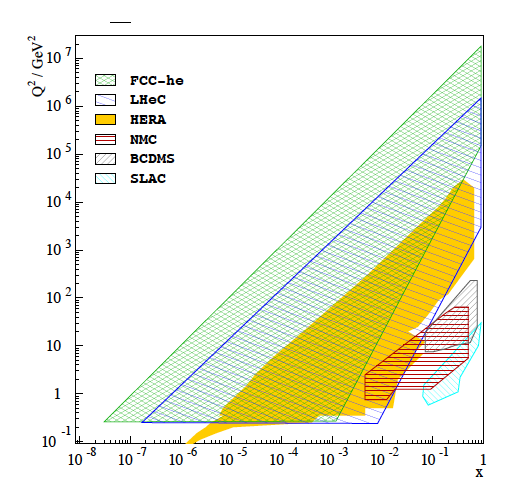 Q² / GeV²
10⁷
10⁶
10⁵
10⁴
10³
10²
10
1
10⁻¹
FCC-he
LHeC
HERA
NMC
BCDMS
SLAC
10⁻⁸ 10⁻⁷ 10⁻⁶ 10⁻⁵ 10⁻⁴ 10⁻³ 10⁻² 10⁻¹ 1
x